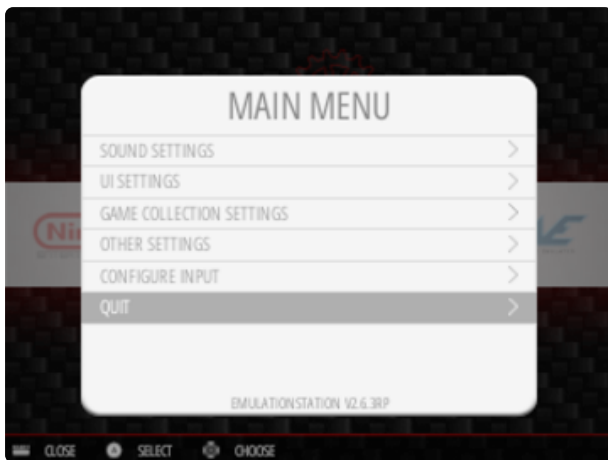 MAIN MENU
SOUND SETTINGS
UI SETTINGS
GAME COLLECTION SETTINGS
OTHER SETTINGS
CONFIGURE INPUT
QUIT
Ni
EMULATIONSTATION V2.6.3RP
CLOSE SELECT CHOOSE